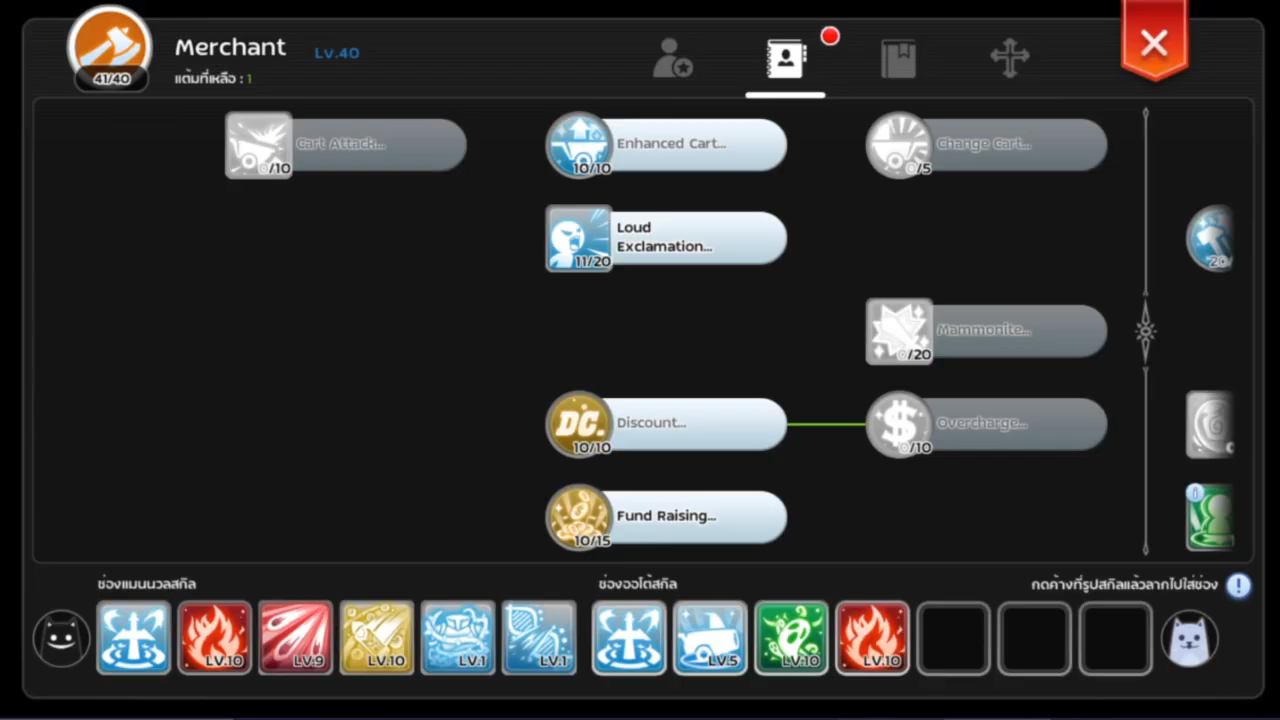 Merchant
Lv.40
41/40
แต้มที่เหลือ : 1
Cart Attack...
0/10
Enhanced Cart...
10/10
Change Cart...
0/5
Loud
Exclamation...
11/20
20/
Mammonite...
0/20
DC.
Discount...
10/10
$
Overcharge...
0/10
Fund Raising...
10/15
ช่องแมนนวลสกิล
ช่องออโต้สกิล
กดค้างที่รูปสกิลแล้วลากไปใส่ช่อง
LV.10
LV.9
LV.10
LV.1
LV.1
LV.5
LV.10
LV.10